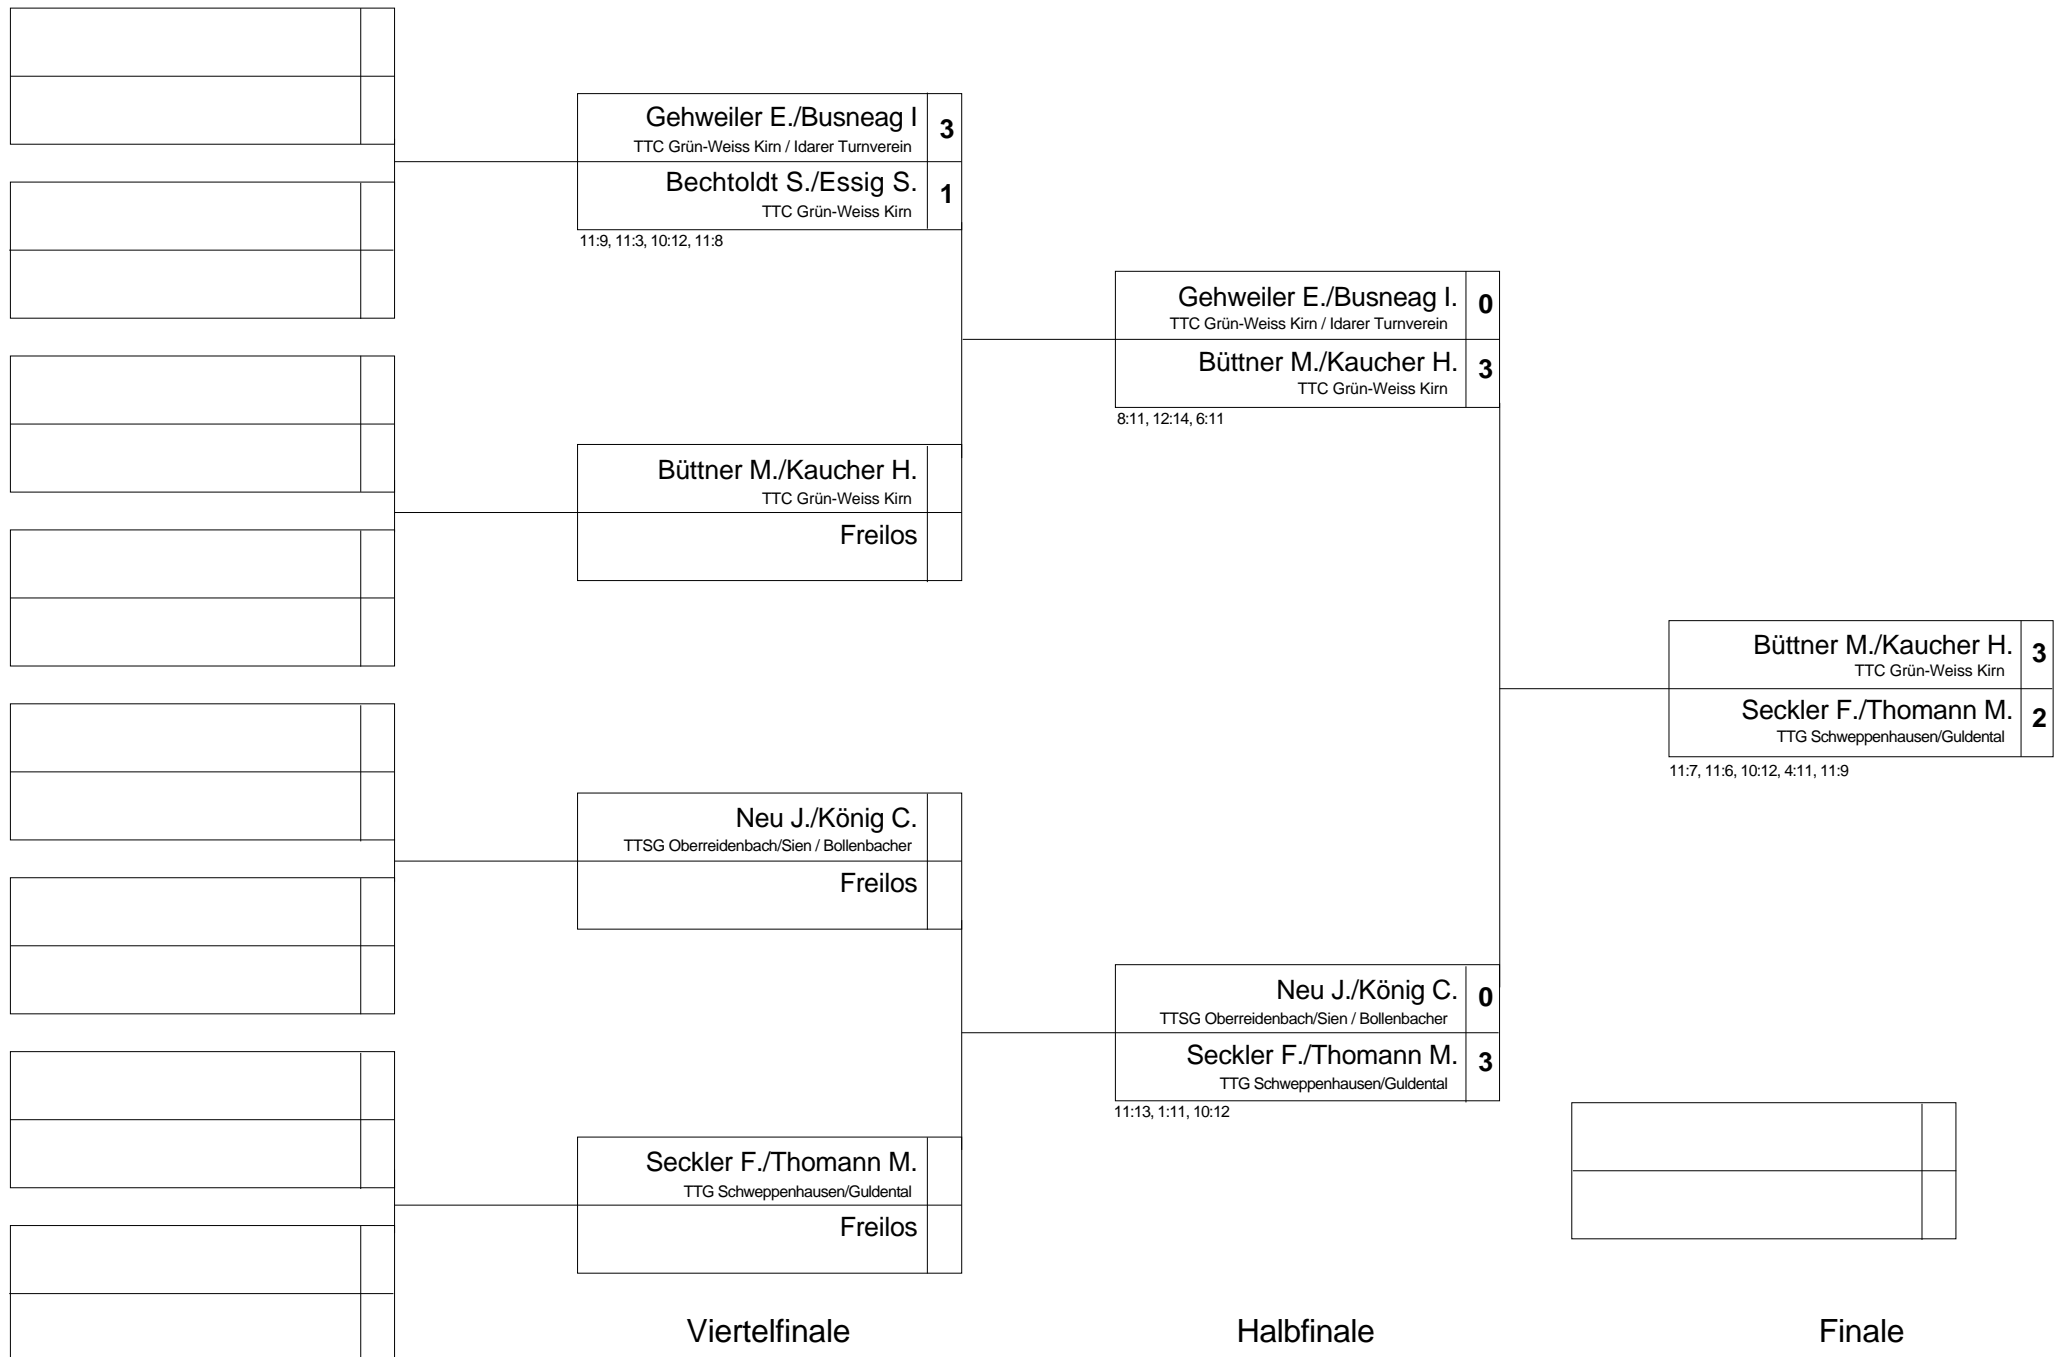 Gehweiler E./Busneag I
3
TTC Grün-Weiss Kirn / Idarer Turnverein
Bechtoldt S./Essig S.
1
TTC Grün-Weiss Kirn
11:9, 11:3, 10:12, 11:8
Büttner M./Kaucher H.
TTC Grün-Weiss Kirn
Freilos
Neu J./König C.
TTSG Oberreidenbach/Sien / Bollenbacher
Freilos
Seckler F./Thomann M.
TTG Schweppenhausen/Guldental
Freilos
Viertelfinale
Gehweiler E./Busneag I.
0
TTC Grün-Weiss Kirn / Idarer Turnverein
Büttner M./Kaucher H.
3
TTC Grün-Weiss Kirn
8:11, 12:14, 6:11
Neu J./König C.
0
TTSG Oberreidenbach/Sien / Bollenbacher
Seckler F./Thomann M.
3
TTG Schweppenhausen/Guldental
11:13, 1:11, 10:12
Halbfinale
Büttner M./Kaucher H.
3
TTC Grün-Weiss Kirn
Seckler F./Thomann M.
2
TTG Schweppenhausen/Guldental
11:7, 11:6, 10:12, 4:11, 11:9
Finale